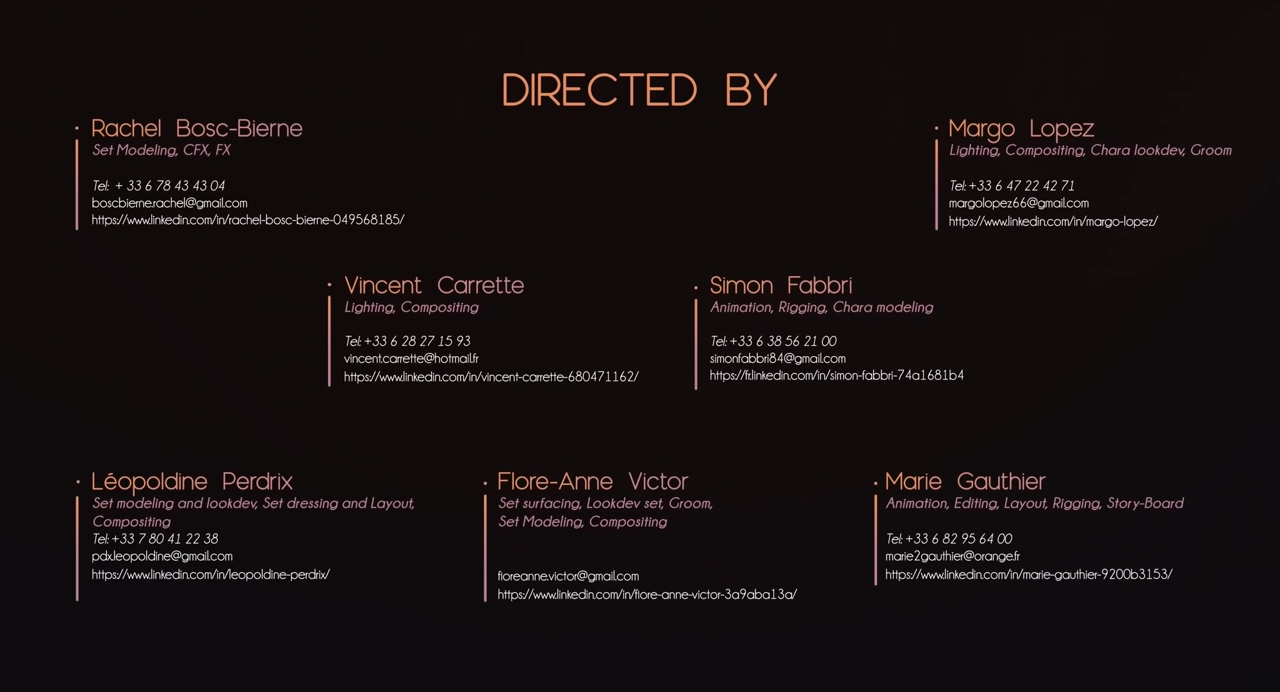 DIRECTED BY
Rachel Bosc-Bierne
Set Modeling, CFX, FX
Tel: + 33 6 78 43 43 04
boscbierne.rachel@gmail.com
https://www.linkedin.com/in/rachel-bosc-bierne-049568185/
Margo Lopez
Lighting, Compositing, Chara lookdev, Groom
Tel: +33 6 47 22 42 71
margolopez66@gmail.com
https://www.linkedin.com/in/margo-lopez/
Vincent Carrette
Lighting, Compositing
Tel: +33 6 28 27 15 93
vincent.carrette@hotmail.fr
https://www.linkedin.com/in/vincent-carrette-680471162/
Simon Fabbri
Animation, Rigging, Chara modeling
Tel: +33 6 38 56 21 00
simonfabbri84@gmail.com
https://fr.linkedin.com/in/simon-fabbri-74a1681b4
Léopoldine Perdrix
Set modeling and lookdev, Set dressing and Layout,
Compositing
Tel: +33 7 80 41 22 38
pdx.leopoldine@gmail.com
https://www.linkedin.com/in/leopoldine-perdrix/
Flore-Anne Victor
Set surfacing, Lookdev set, Groom,
Set Modeling, Compositing
floreanne.victor@gmail.com
https://www.linkedin.com/in/flore-anne-victor-3a9aba13a/
Marie Gauthier
Animation, Editing, Layout, Rigging, Story-Board
Tel: +33 6 82 95 64 00
marie2gauthier@orange.fr
https://www.linkedin.com/in/marie-gauthier-9200b3153/